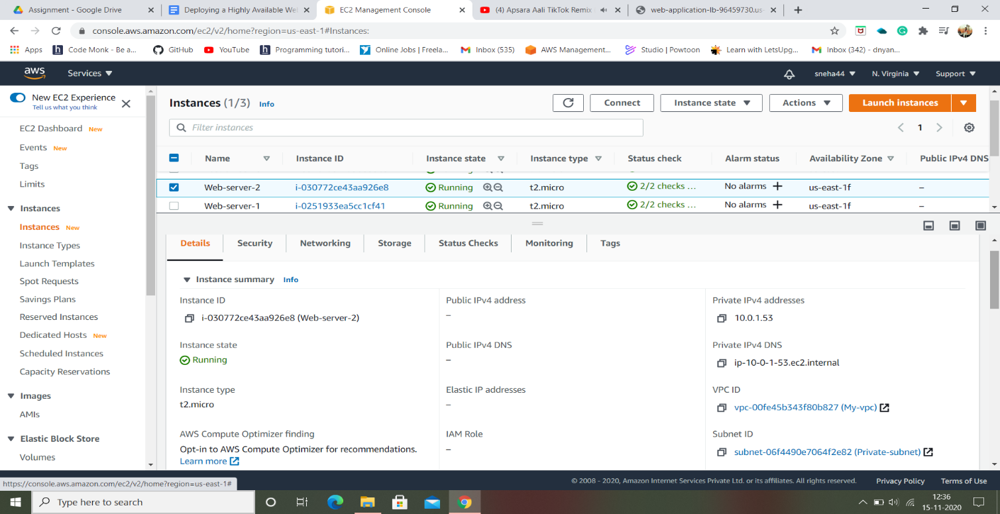 Assignment - Google Drive
Deploying a Highly Available We
EC2 Management Console
(4) Apsara Aali TikTok Remix
web-application-lb-96459730.us-
console.aws.amazon.com/ec2/v2/home?region=us-east-1#Instances:
Apps
Code Monk - Be a...
GitHub
YouTube
Programming tutori...
Online Jobs | Freela...
Inbox (535)
AWS Management...
Studio | Powtoon
Learn with LetsUpg...
Inbox (342) - dnyan...
aws
Services
sneha44
N. Virginia
Support
New EC2 Experience
Tell us what you think
EC2 Dashboard New
Events New
Tags
Limits
Instances
Instances New
Instance Types
Launch Templates
Spot Requests
Savings Plans
Reserved Instances
Dedicated Hosts New
Scheduled Instances
Capacity Reservations
Images
AMIs
Elastic Block Store
Volumes
Instances (1/3) Info
Connect
Instance state
Actions
Launch instances
Filter instances
1
Name Instance ID Instance state Instance type Status check Alarm status Availability Zone Public IPv4 DNS
Web-server-2 i-030772ce43aa926e8 Running t2.micro 2/2 checks ... No alarms + us-east-1f –
Web-server-1 i-0251933ea5cc1cf41 Running t2.micro 2/2 checks ... No alarms + us-east-1f –
Details Security Networking Storage Status Checks Monitoring Tags
Instance summary Info
Instance ID
i-030772ce43aa926e8 (Web-server-2)
Public IPv4 address
–
Private IPv4 addresses
10.0.1.53
Instance state
Running
Public IPv4 DNS
–
Private IPv4 DNS
ip-10-0-1-53.ec2.internal
Instance type
t2.micro
Elastic IP addresses
–
VPC ID
vpc-00fe45b343f80b827 (My-vpc)
AWS Compute Optimizer finding
Opt-in to AWS Compute Optimizer for recommendations.
Learn more
IAM Role
–
Subnet ID
subnet-06f4490e7064f2e82 (Private-subnet)
https://console.aws.amazon.com/ec2/v2/home?region=us-east-1#
© 2008 - 2020, Amazon Internet Services Private Ltd. or its affiliates. All rights reserved.
Privacy Policy
Terms of Use
Type here to search
12:36
15-11-2020